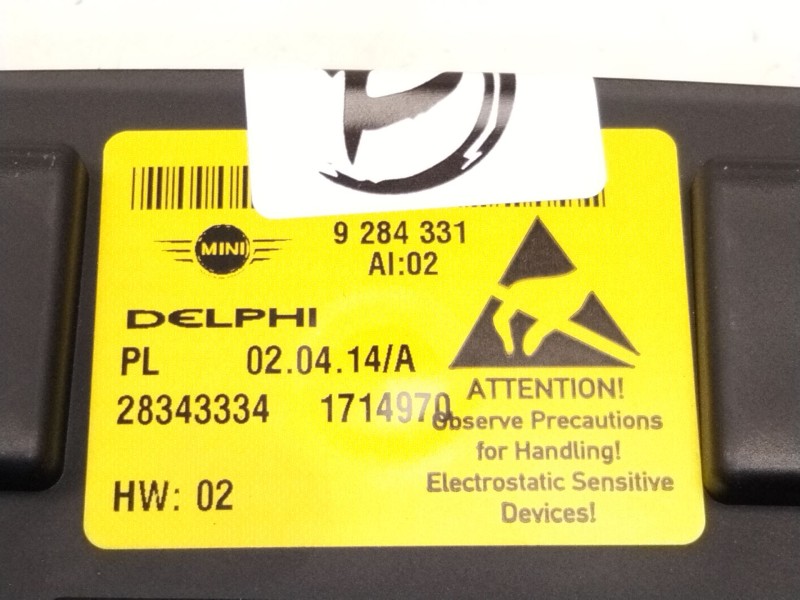 MINI
9 284 331
AI:02
DELPHI
PL 02.04.14/A
28343334 1714970
HW: 02
ATTENTION!
Observe Precautions
for Handling!
Electrostatic Sensitive
Devices!